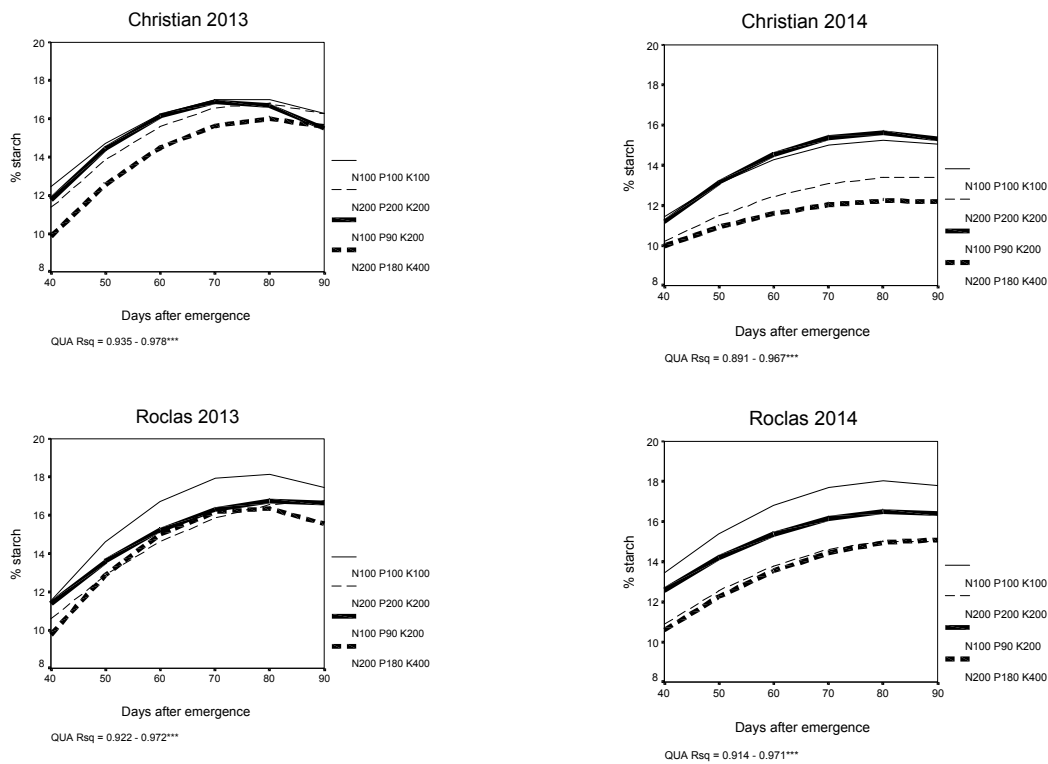 Christian 2013
20
18
16
14
12
10
8
% starch
40 50 60 70 80 90
Days after emergence
N100 P100 K100
N200 P200 K200
N100 P90 K200
N200 P180 K400
QUA Rsq = 0.935 - 0.978***
Christian 2014
20
18
16
14
12
10
8
% starch
40 50 60 70 80 90
Days after emergence
N100 P100 K100
N200 P200 K200
N100 P90 K200
N200 P180 K400
QUA Rsq = 0.891 - 0.967***
Roclas 2013
20
18
16
14
12
10
8
% starch
40 50 60 70 80 90
Days after emergence
N100 P100 K100
N200 P200 K200
N100 P90 K200
N200 P180 K400
QUA Rsq = 0.922 - 0.972***
Roclas 2014
20
18
16
14
12
10
8
% starch
40 50 60 70 80 90
Days after emergence
N100 P100 K100
N200 P200 K200
N100 P90 K200
N200 P180 K400
QUA Rsq = 0.914 - 0.971***